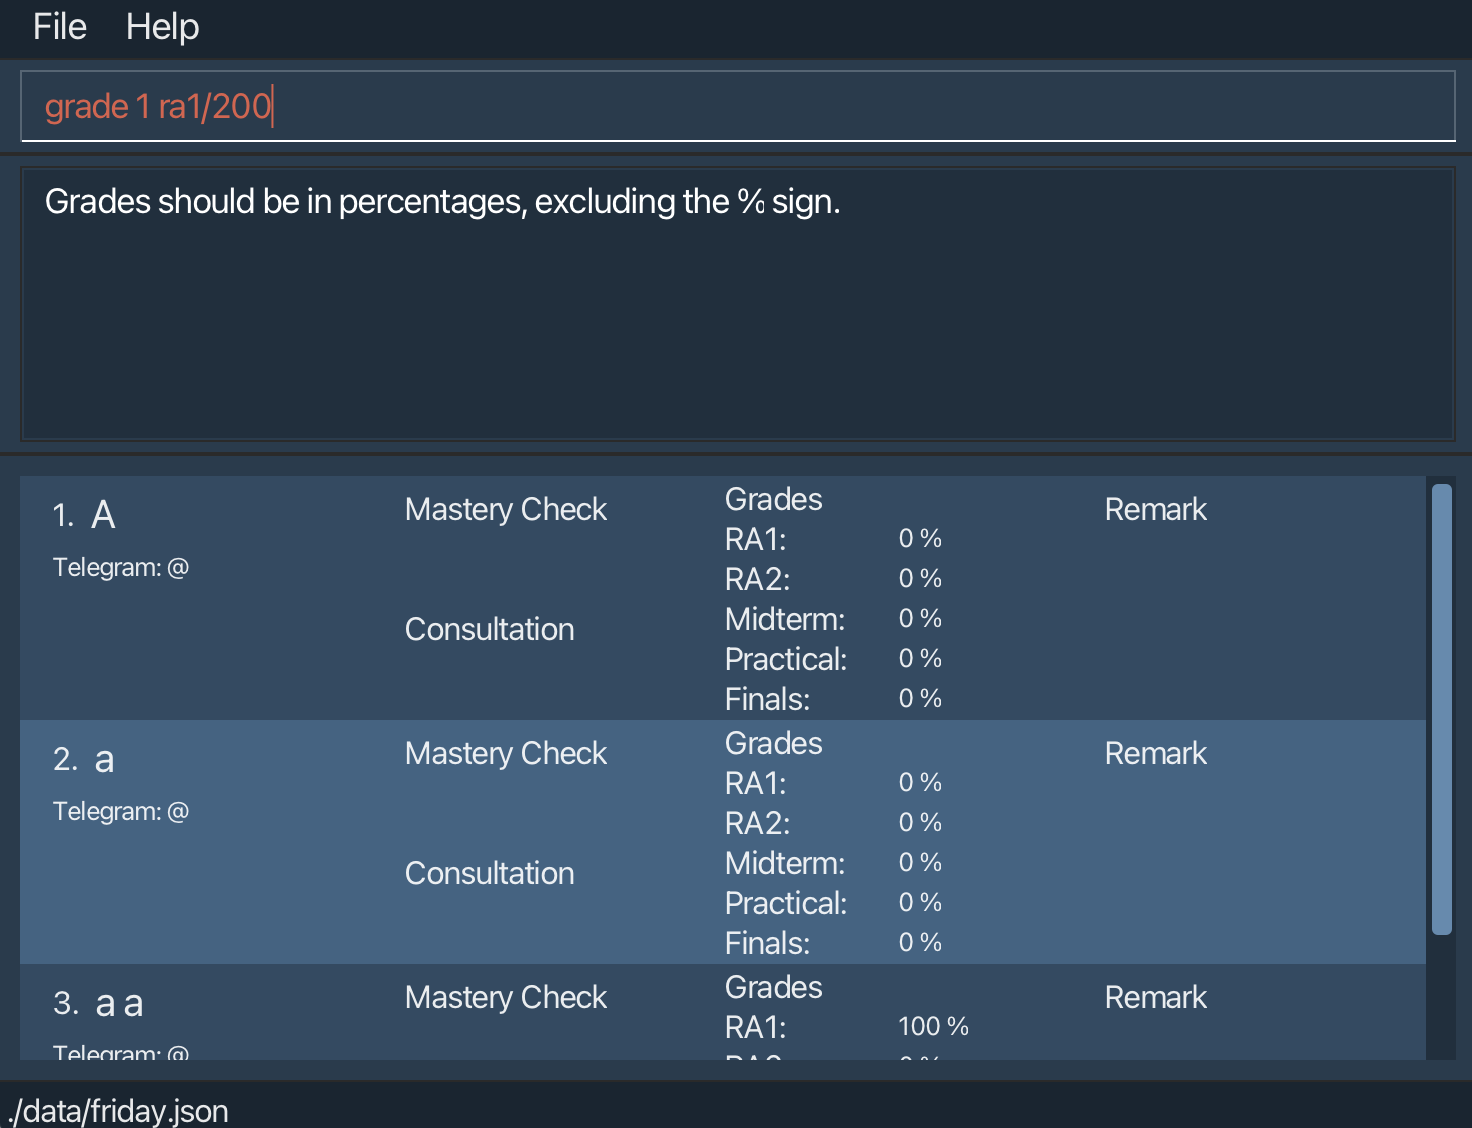 File Help
grade 1 ra1/200
Grades should be in percentages, excluding the % sign.
1. A
Telegram: @
Mastery Check
Consultation
Grades
RA1: 0 %
RA2: 0 %
Midterm: 0 %
Practical: 0 %
Finals: 0 %
Remark
2. a
Telegram: @
Mastery Check
Consultation
Grades
RA1: 0 %
RA2: 0 %
Midterm: 0 %
Practical: 0 %
Finals: 0 %
Remark
3. a a
Telegram: @
Mastery Check
Grades
RA1: 100 %
RA2: 0 %
Remark
./data/friday.json